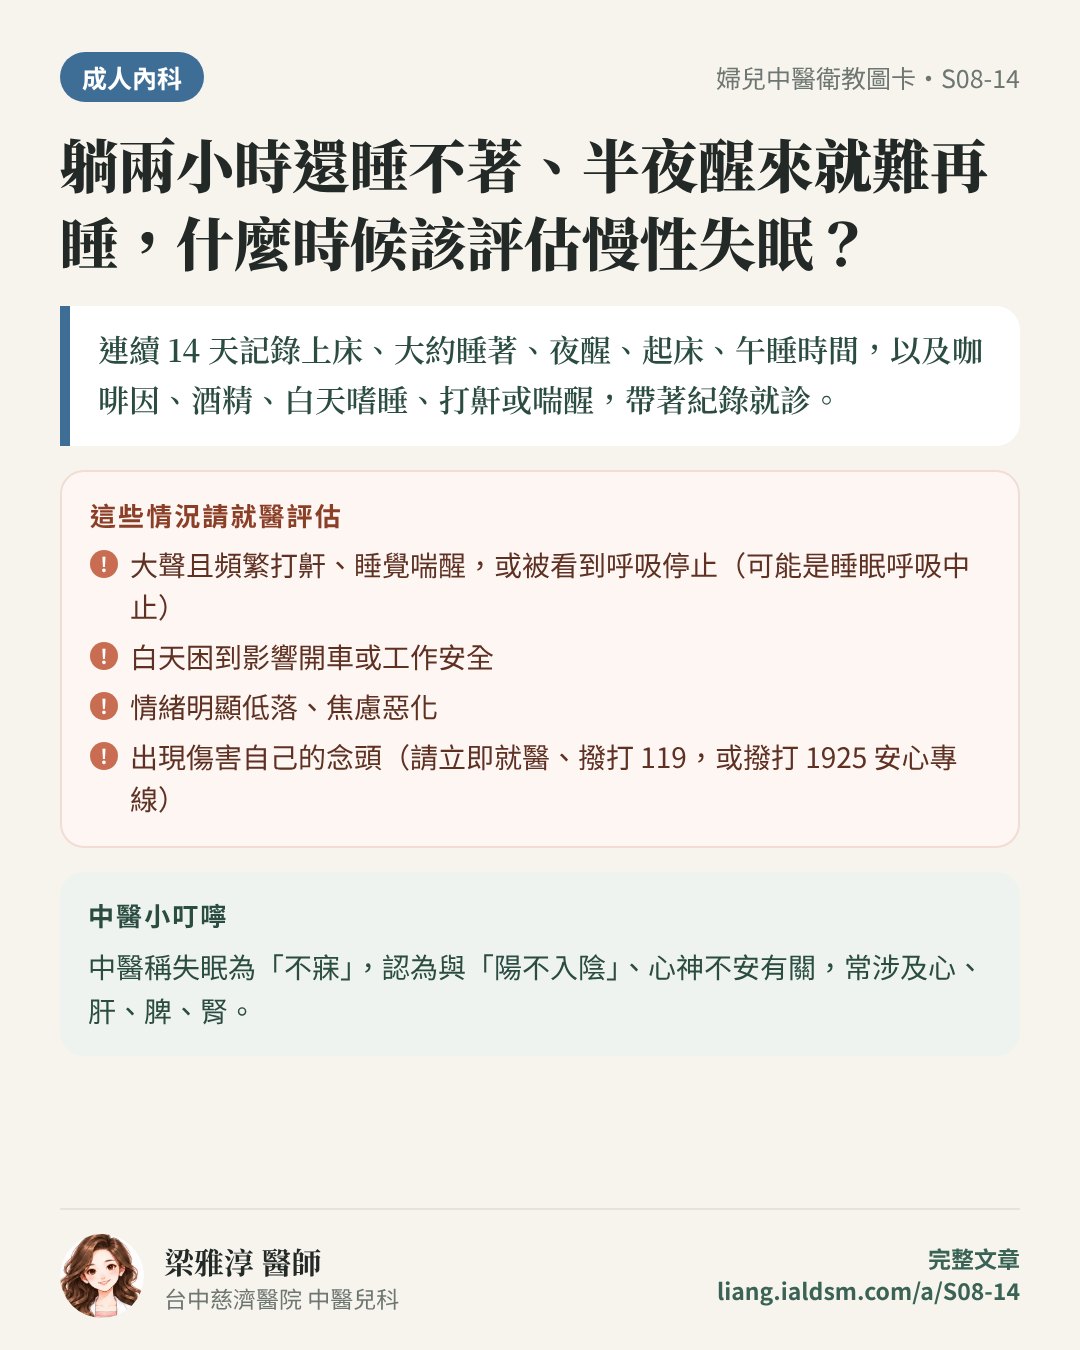 成人內科
婦兒中醫衛教圖卡・S08-14
躺兩小時還睡不著、半夜醒來就難再
睡，什麼時候該評估慢性失眠？
連續 14 天記錄上床、大約睡著、夜醒、起床、午睡時間，以及咖
啡因、酒精、白天嗜睡、打鼾或喘醒，帶著紀錄就診。
這些情況請就醫評估
! 大聲且頻繁打鼾、睡覺喘醒，或被看到呼吸停止（可能是睡眠呼吸中
止）
! 白天困到影響開車或工作安全
! 情緒明顯低落、焦慮惡化
! 出現傷害自己的念頭（請立即就醫、撥打 119，或撥打 1925 安心專
線）
中醫小叮嚀
中醫稱失眠為「不寐」，認為與「陽不入陰」、心神不安有關，常涉及心、
肝、脾、腎。
梁雅淳 醫師
台中慈濟醫院 中醫兒科
完整文章
liang.ialdsm.com/a/S08-14